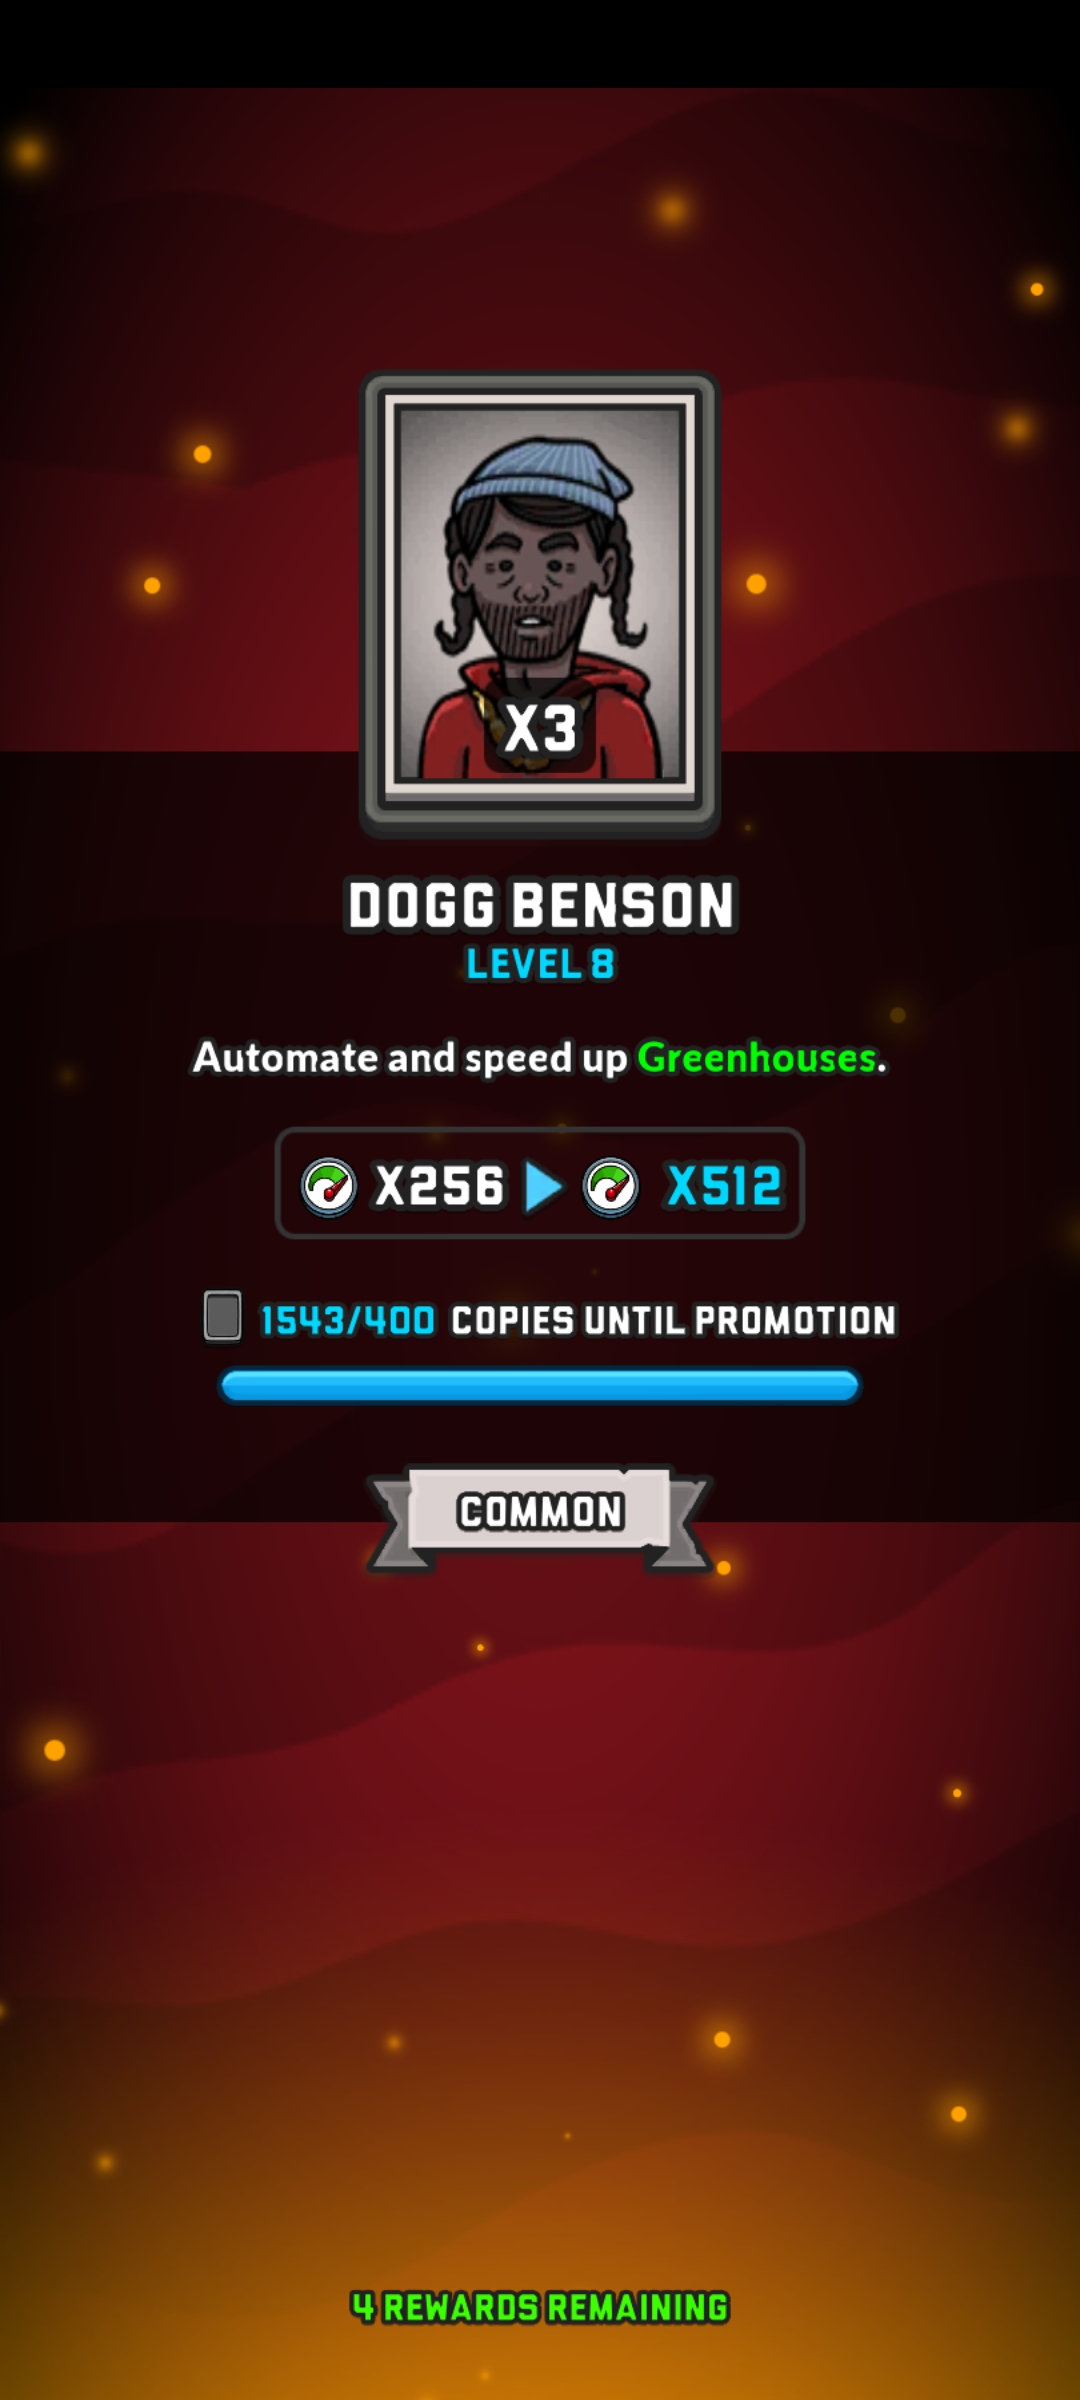 X3
DOGG BENSON
LEVEL 8
Automate and speed up Greenhouses.
X256 X512
1543/400 COPIES UNTIL PROMOTION
COMMON
4 REWARDS REMAINING